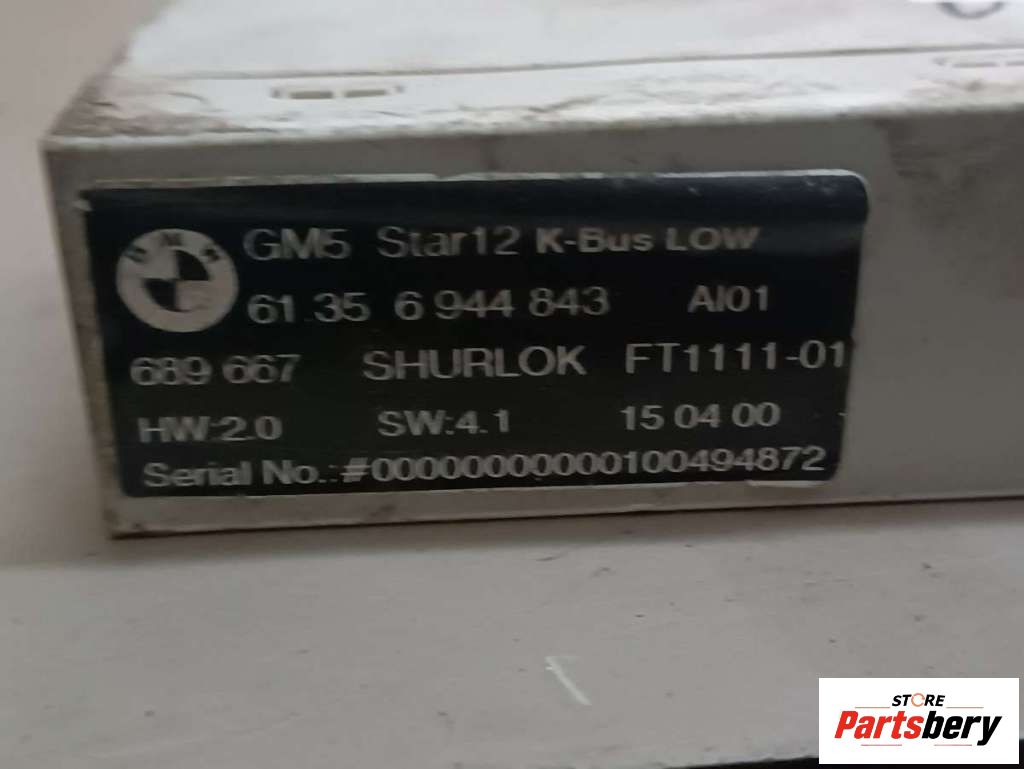 BMW
GM5 Star12 K-Bus LOW
61.35 6 944 843 AI01
689 667 SHURLOK FT1111-01
HW:2.0 SW:4.1 15 04 00
Serial No.:#000000000000100494872
STORE
Partsbery